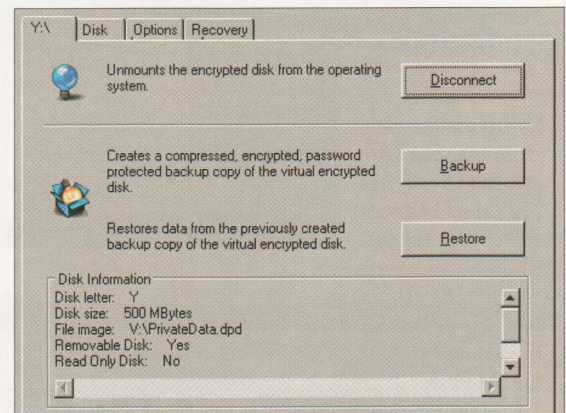 Y:\ Disk Options Recovery
Unmounts the encrypted disk from the operating
system.
Disconnect
Creates a compressed, encrypted, password
protected backup copy of the virtual encrypted
disk.
Backup
Restores data from the previously created
backup copy of the virtual encrypted disk.
Restore
Disk Information
Disk letter: Y
Disk size: 500 MBytes
File image: V:\PrivateData.dpd
Removable Disk: Yes
Read Only Disk: No